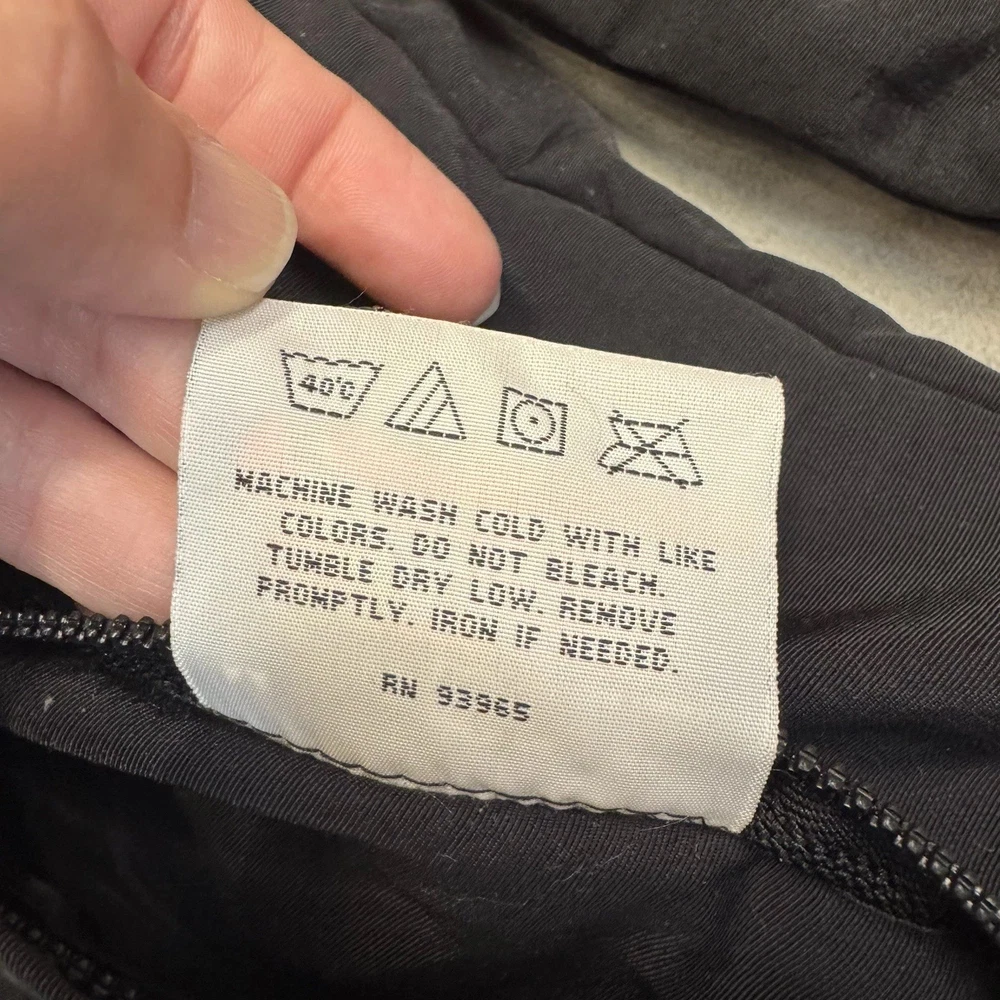 40°C
MACHINE WASH COLD WITH LIKE
COLORS. DO NOT BLEACH.
TUMBLE DRY LOW. REMOVE
PROMPTLY. IRON IF NEEDED.
RN 93965